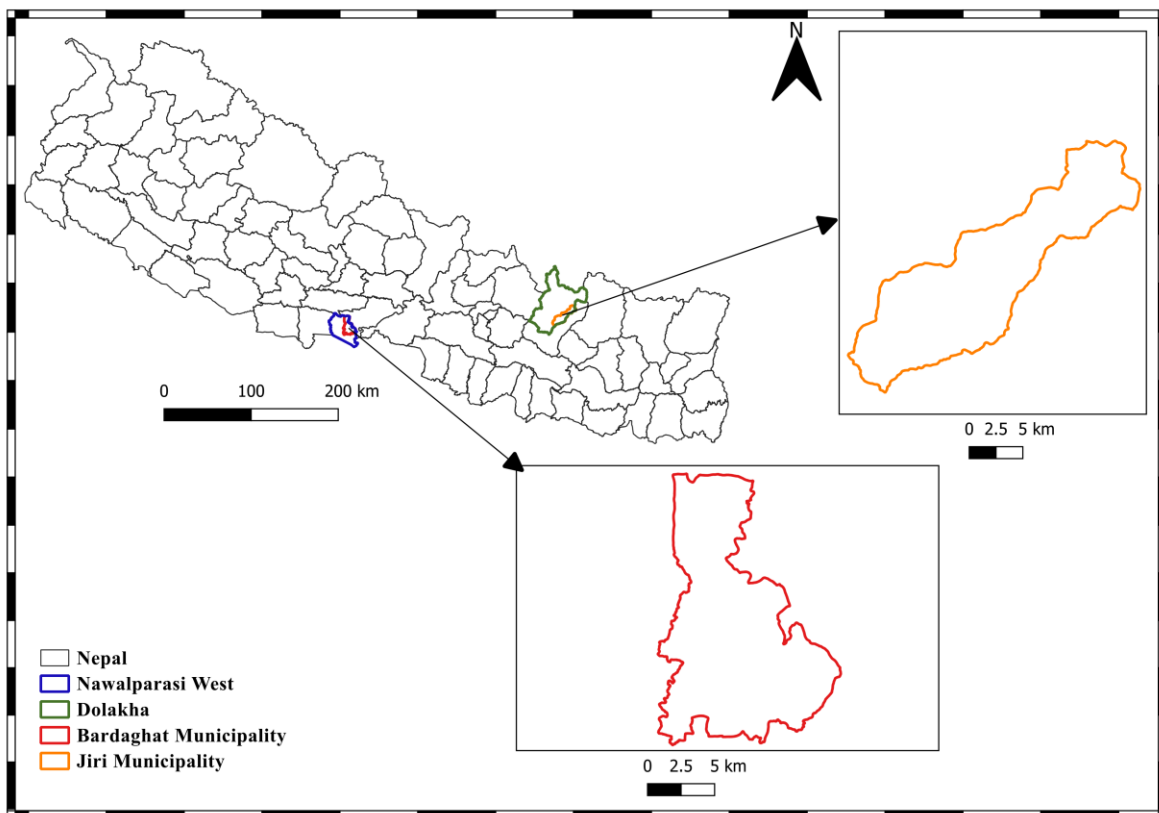 N
0 100 200 km
0 2.5 5 km
0 2.5 5 km
Nepal
Nawalparasi West
Dolakha
Bardaghat Municipality
Jiri Municipality